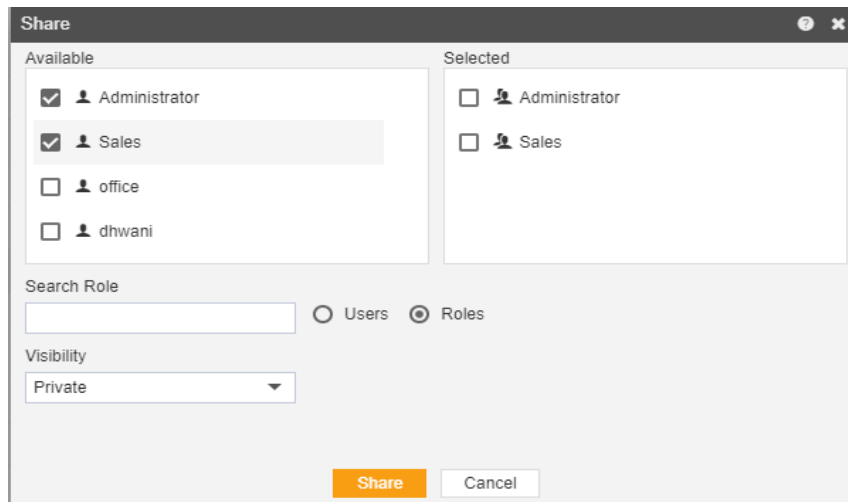 Share
Available
Selected
Administrator
Sales
office
dhwani
Administrator
Sales
Search Role
Users
Roles
Visibility
Private
Share
Cancel